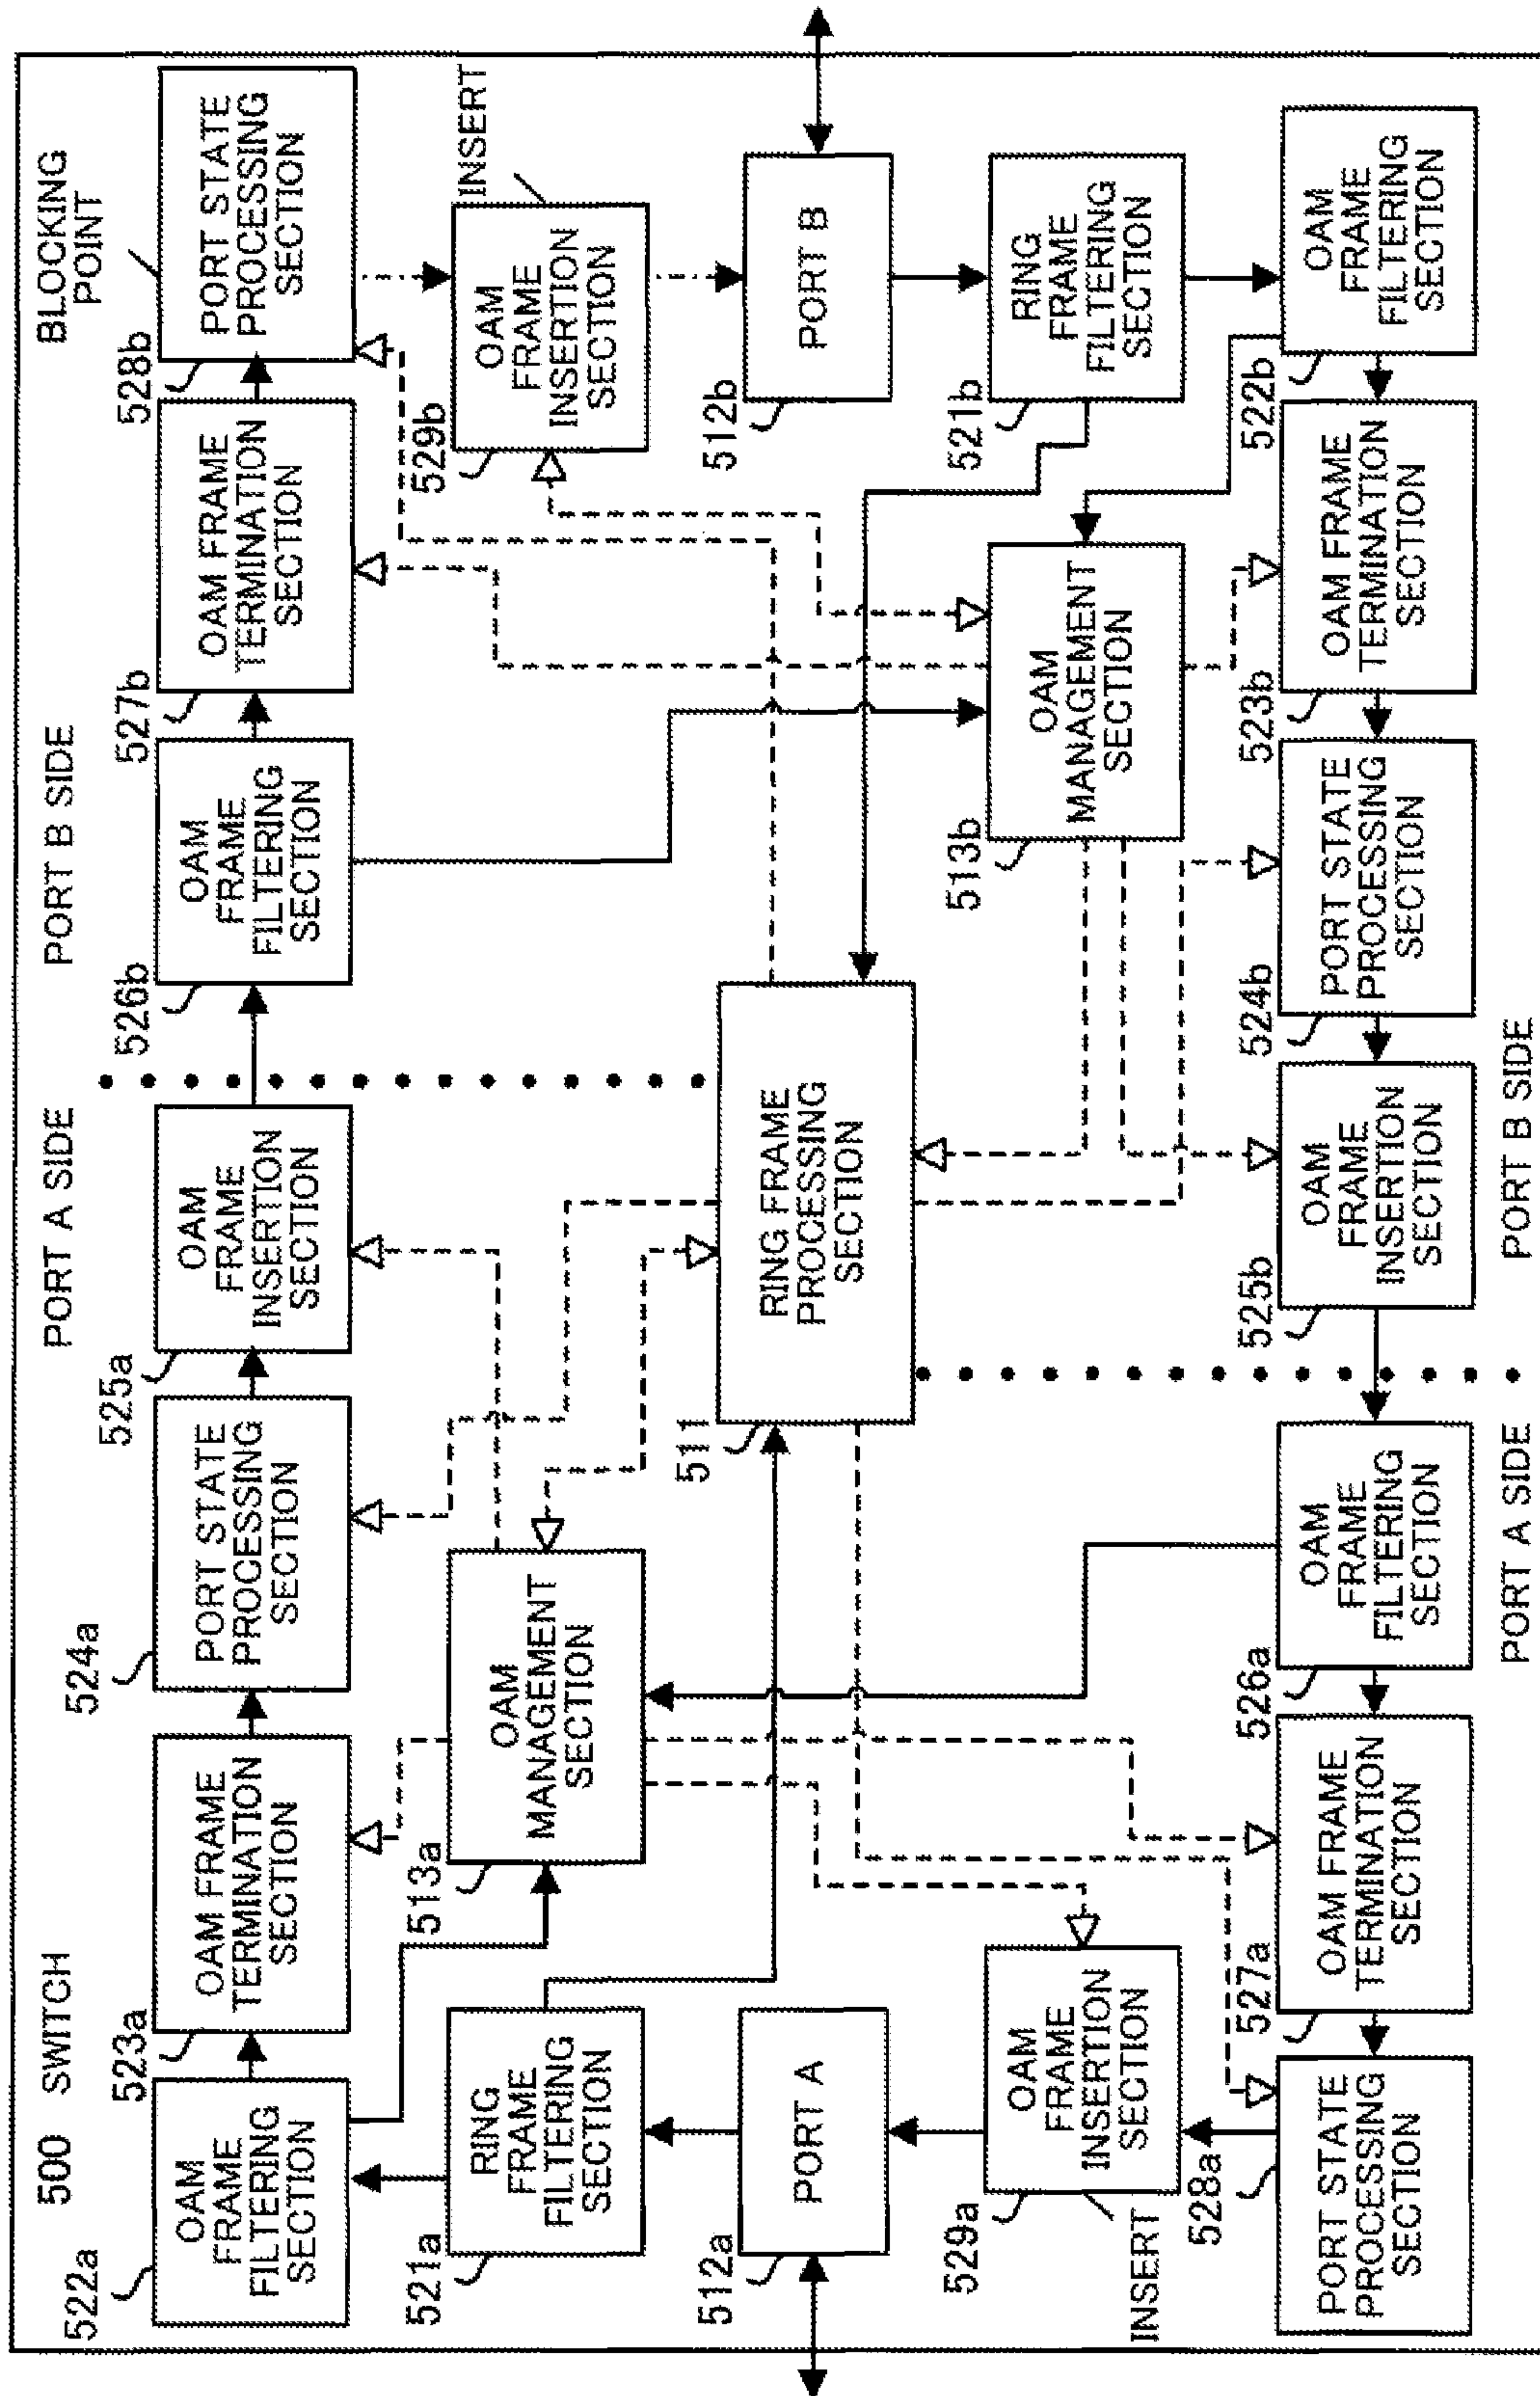 500 SWITCH
PORT A SIDE
PORT B SIDE
BLOCKING
POINT
522a
OAM
FRAME
FILTERING
SECTION
523a
OAM FRAME
TERMINATION
SECTION
524a
PORT STATE
PROCESSING
SECTION
525a
OAM
FRAME
INSERTION
SECTION
526b
OAM
FRAME
FILTERING
SECTION
527b
OAM FRAME
TERMINATION
SECTION
528b
PORT STATE
PROCESSING
SECTION
521a
RING
FRAME
FILTERING
SECTION
513a
OAM
MANAGEMENT
SECTION
529b
OAM
FRAME
INSERTION
SECTION
INSERT
512a
PORT A
511
RING FRAME
PROCESSING
SECTION
512b
PORT B
529a
OAM
FRAME
INSERTION
SECTION
INSERT
513b
OAM
MANAGEMENT
SECTION
521b
RING
FRAME
FILTERING
SECTION
528a
PORT STATE
PROCESSING
SECTION
527a
OAM FRAME
TERMINATION
SECTION
526a
OAM
FRAME
FILTERING
SECTION
525b
OAM
FRAME
INSERTION
SECTION
524b
PORT STATE
PROCESSING
SECTION
523b
OAM FRAME
TERMINATION
SECTION
522b
OAM
FRAME
FILTERING
SECTION
PORT A SIDE
PORT B SIDE